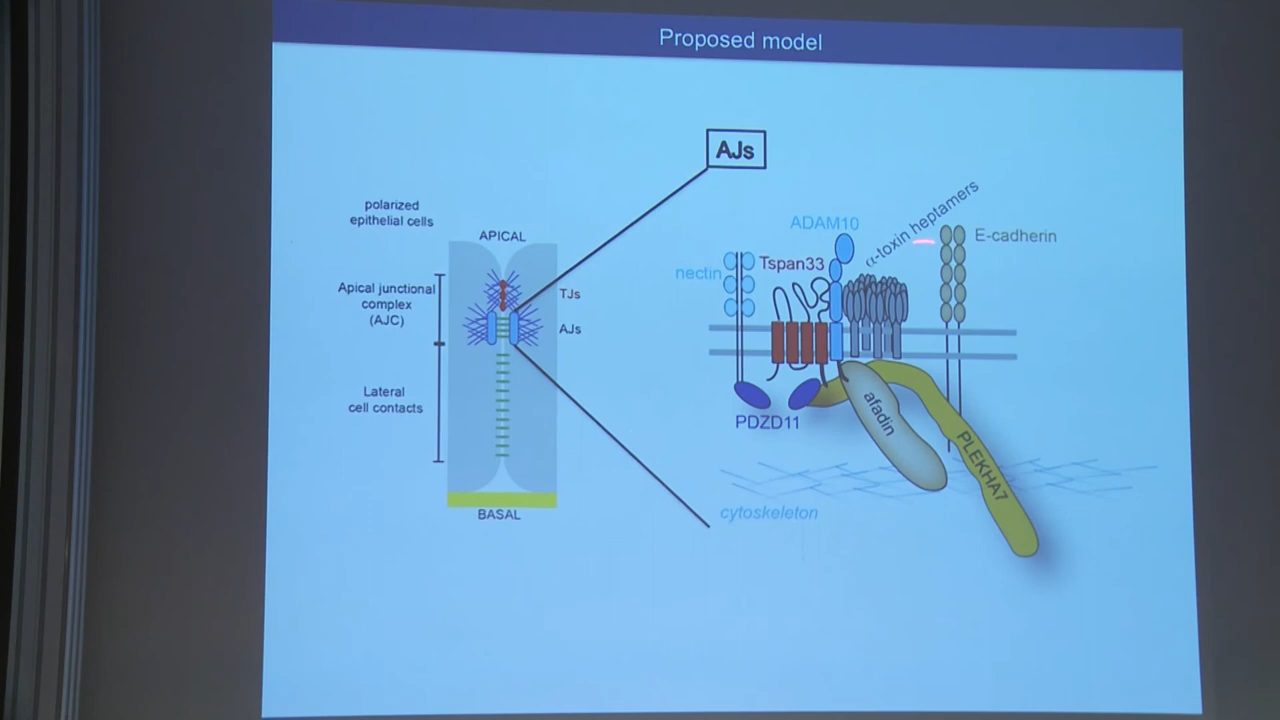 Proposed model
AJs
polarized
epithelial cells
APICAL
Apical junctional
complex
(AJC)
TJs
AJs
Lateral
cell contacts
BASAL
ADAM10
α-toxin heptamers
E-cadherin
nectin
Tspan33
PDZD11
afadin
PLEKHA7
cytoskeleton